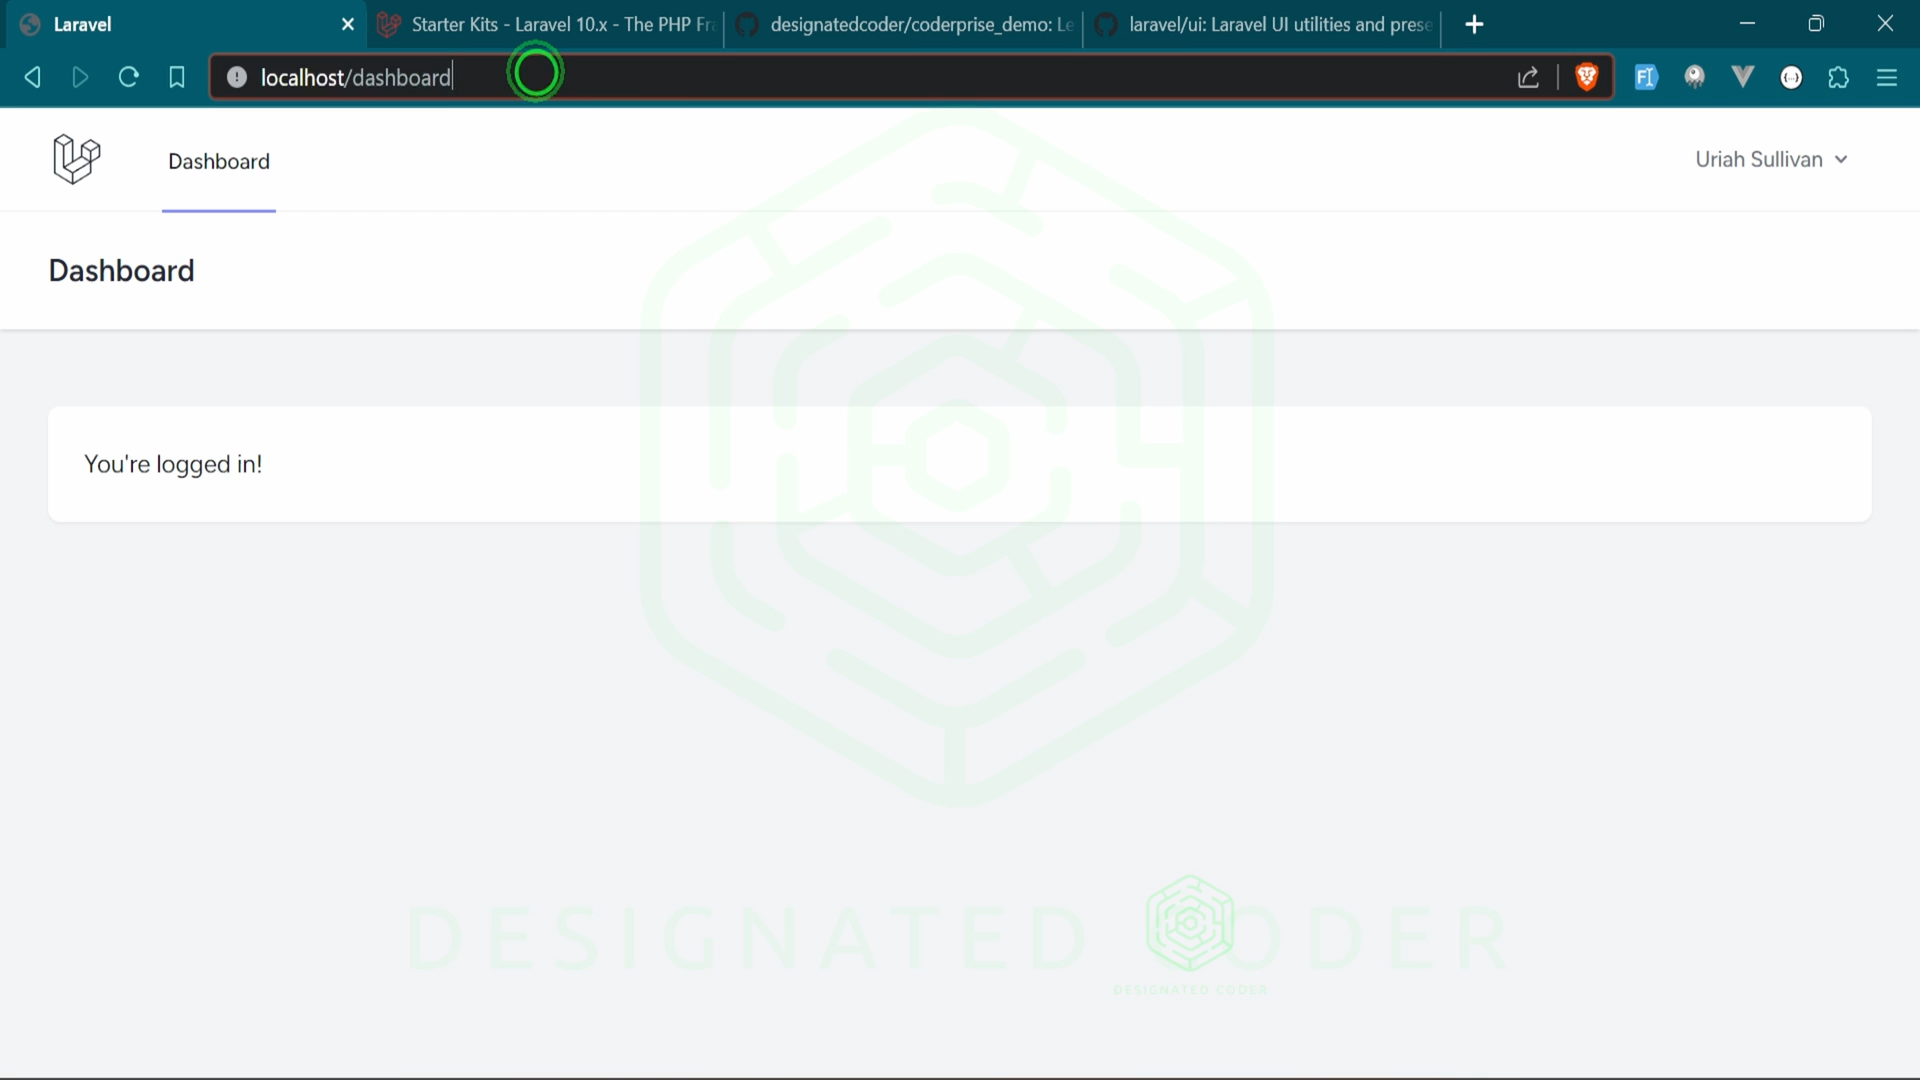 Laravel
Starter Kits - Laravel 10.x - The PHP Fra
designatedcoder/coderprise_demo: Le
laravel/ui: Laravel UI utilities and prese
localhost/dashboard
Dashboard
Uriah Sullivan
Dashboard
You're logged in!
DESIGNATED CODER
DESIGNATED CODER